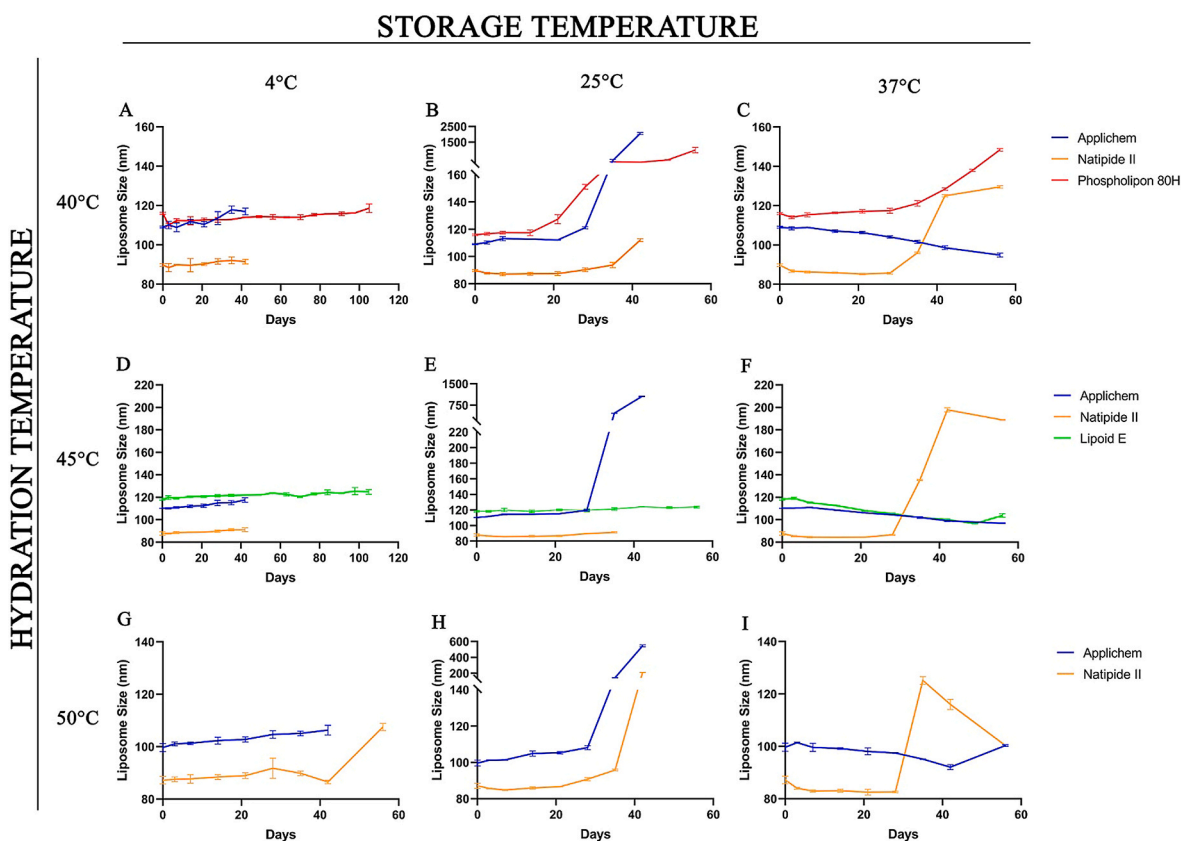 STORAGE TEMPERATURE
4°C
25°C
37°C
HYDRATION TEMPERATURE
40°C
A
160
140
120
100
80
Liposome Size (nm)
0 20 40 60 80 100 120
Days
B
2500
1500
160
140
120
100
80
Liposome Size (nm)
0 20 40 60
Days
C
160
140
120
100
80
Liposome Size (nm)
0 20 40 60
Days
Applichem
Natipide II
Phospholipon 80H
45°C
D
220
200
180
160
140
120
100
80
Liposome Size (nm)
0 20 40 60 80 100 120
Days
E
1500
750
220
200
180
160
140
120
100
80
Liposome Size (nm)
0 20 40 60
Days
F
220
200
180
160
140
120
100
80
Liposome Size (nm)
0 20 40 60
Days
Applichem
Natipide II
Lipoid E
50°C
G
140
120
100
80
Liposome Size (nm)
0 20 40 60
Days
H
600
400
200
140
120
100
80
Liposome Size (nm)
0 20 40 60
Days
I
140
120
100
80
Liposome Size (nm)
0 20 40 60
Days
Applichem
Natipide II